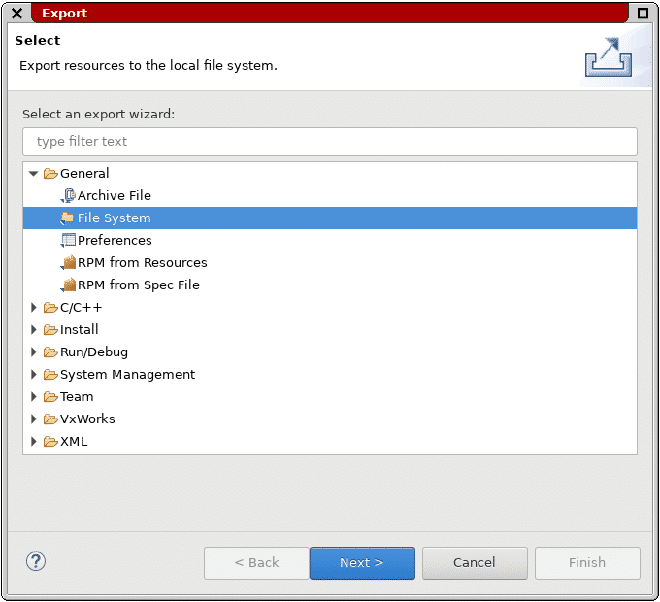 Export
Select
Export resources to the local file system.
Select an export wizard:
type filter text
General
Archive File
File System
Preferences
RPM from Resources
RPM from Spec File
C/C++
Install
Run/Debug
System Management
Team
VxWorks
XML
? < Back Next > Cancel Finish